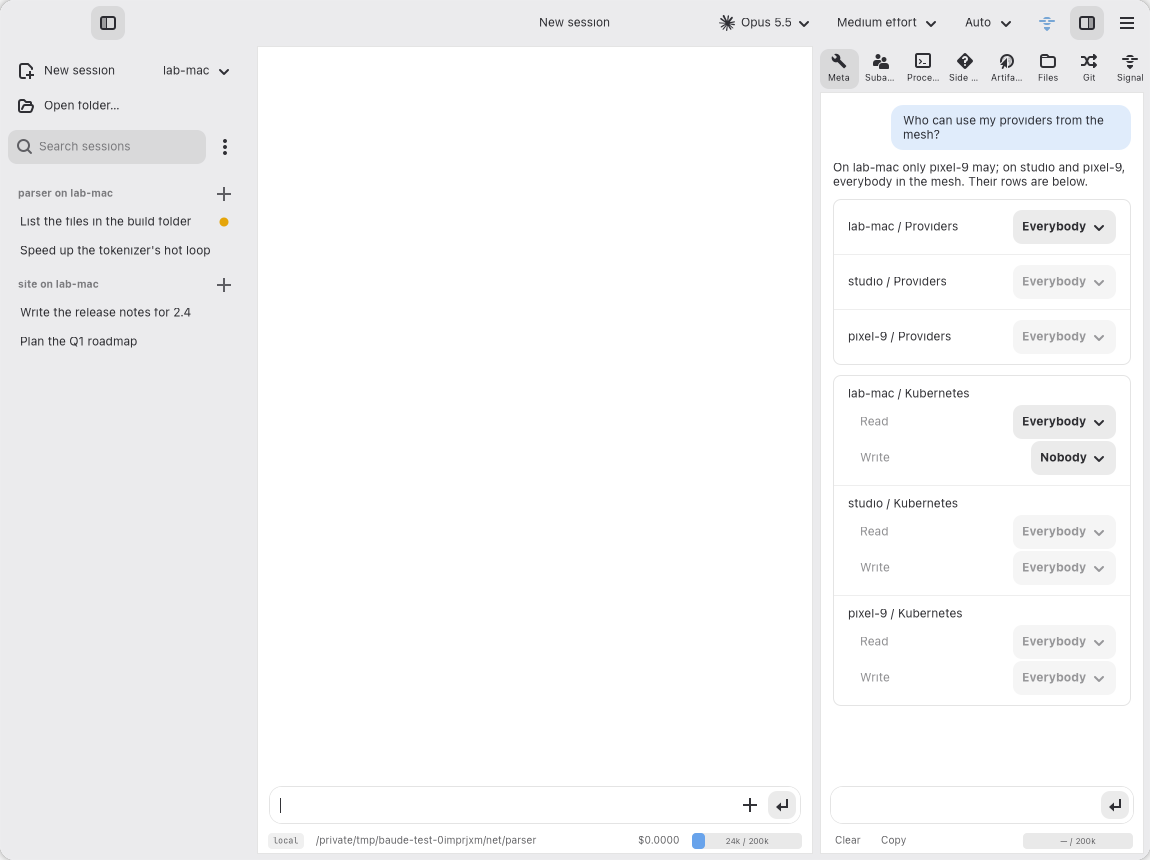 New session
Opus 5.5
Medium effort
Auto
New session
lab-mac
Open folder...
Search sessions
parser on lab-mac
List the files in the build folder
Speed up the tokenizer's hot loop
site on lab-mac
Write the release notes for 2.4
Plan the Q1 roadmap
local
/private/tmp/baude-test-0imprjxm/net/parser
$0.0000
24k / 200k
Meta
Suba...
Proce...
Side ...
Artifa...
Files
Git
Signal
Who can use my providers from the
mesh?
On lab-mac only pixel-9 may; on studio and pixel-9,
everybody in the mesh. Their rows are below.
lab-mac / Providers
Everybody
studio / Providers
Everybody
pixel-9 / Providers
Everybody
lab-mac / Kubernetes
Read
Everybody
Write
Nobody
studio / Kubernetes
Read
Everybody
Write
Everybody
pixel-9 / Kubernetes
Read
Everybody
Write
Everybody
Clear
Copy
— / 200k